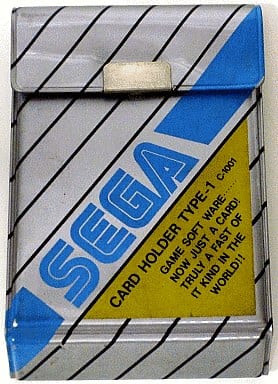 SEGA
CARD HOLDER TYPE-1 C-1001
GAME SOFT WARE.....
NOW JUST A CARD!
TRULY A FAST OF
IT KIND IN THE
WORLD!!